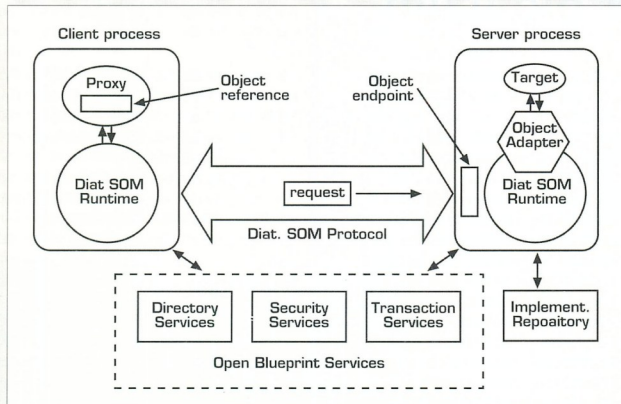 Client process
Server process
Proxy
Object
reference
Object
endpoint
Target
Object
Adapter
Diat SOM
Runtime
request
Diat SOM
Runtime
Diat. SOM Protocol
Directory
Services
Security
Services
Transaction
Services
Implement.
Repoaitory
Open Blueprint Services